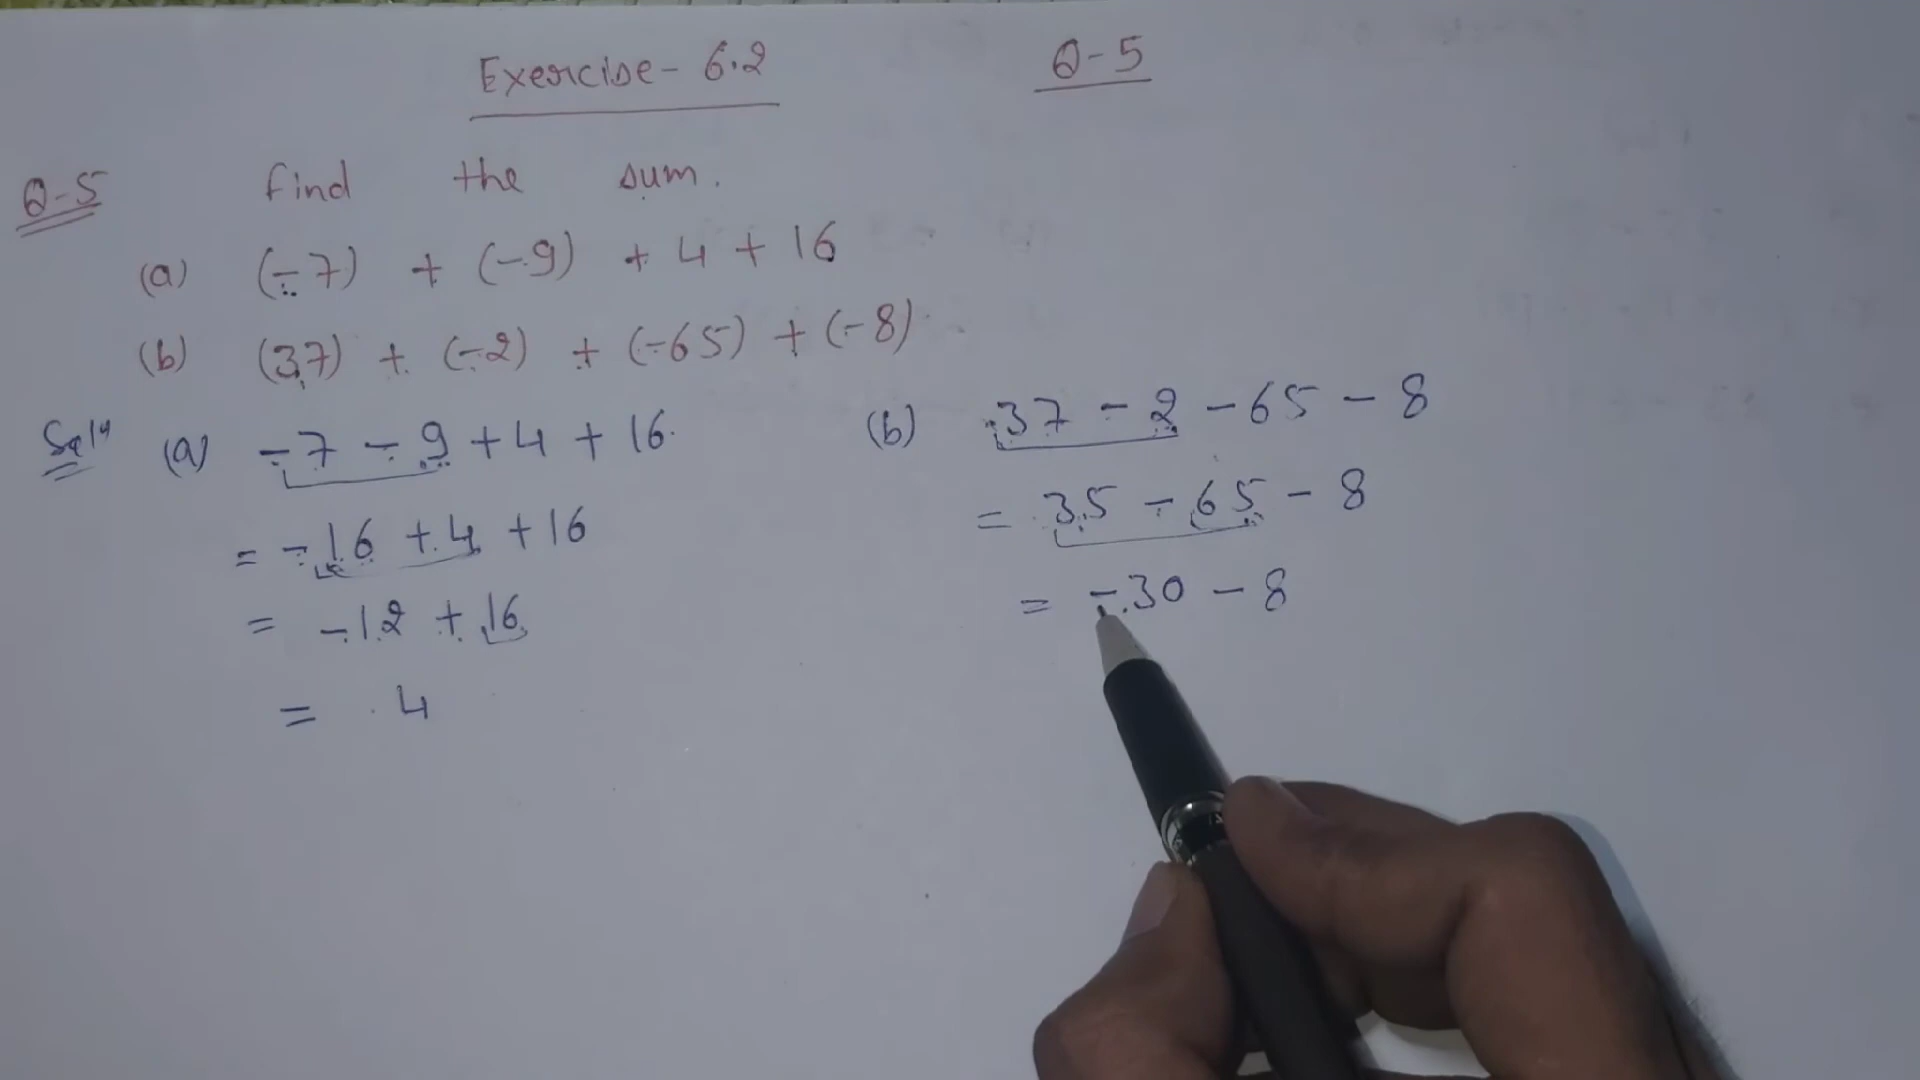 Exercise - 6.2 Q-5
Q-5 find the sum.
(a) (-7) + (-9) + 4 + 16
(b) (37) + (-2) + (-65) + (-8)
Solⁿ (a) -7 - 9 + 4 + 16
= -16 + 4 + 16
= -12 + 16
= 4
(b) 37 - 2 - 65 - 8
= 35 - 65 - 8
= -30 - 8